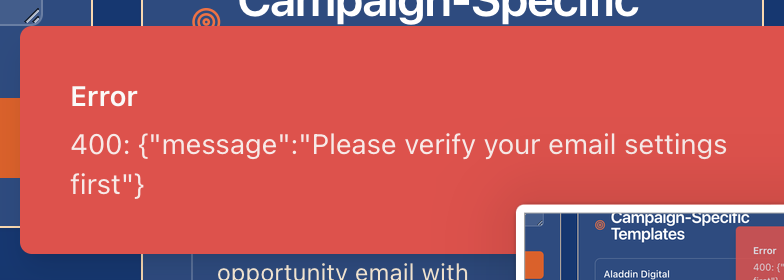 Campaign-Specific
Error
400: {"message":"Please verify your email settings
first"}
opportunity email with
Campaign-Specific
Templates
Aladdin Digital
Error
400: {"